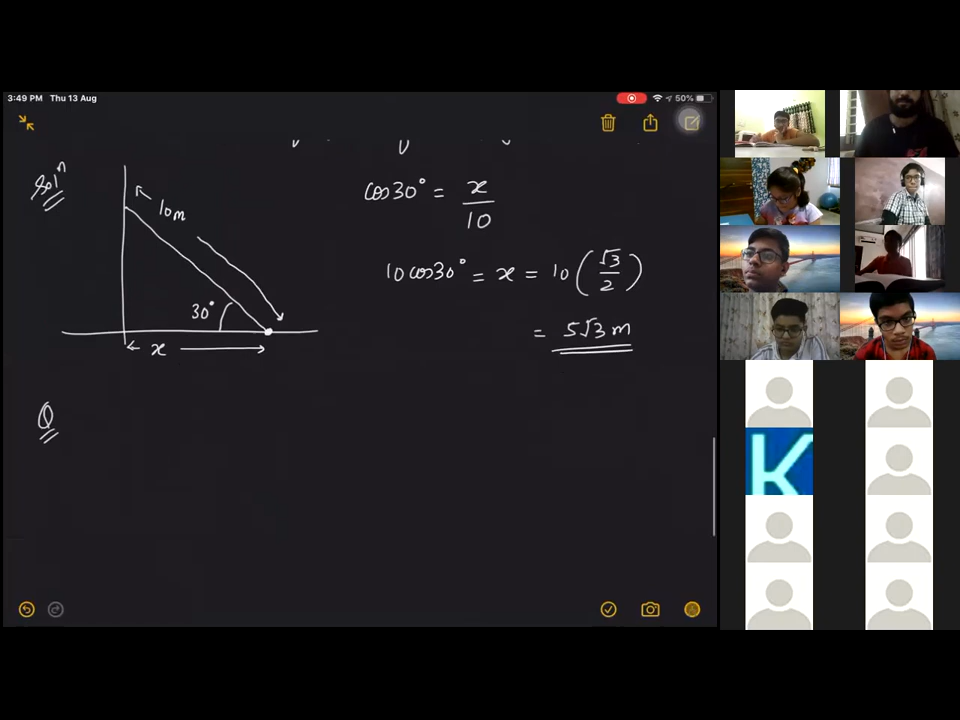 3:49 PM Thu 13 Aug
50%
Solⁿ
10m
30°
x
cos30° = x/10
10cos30° = x = 10(√3/2)
= 5√3 m
Q
K